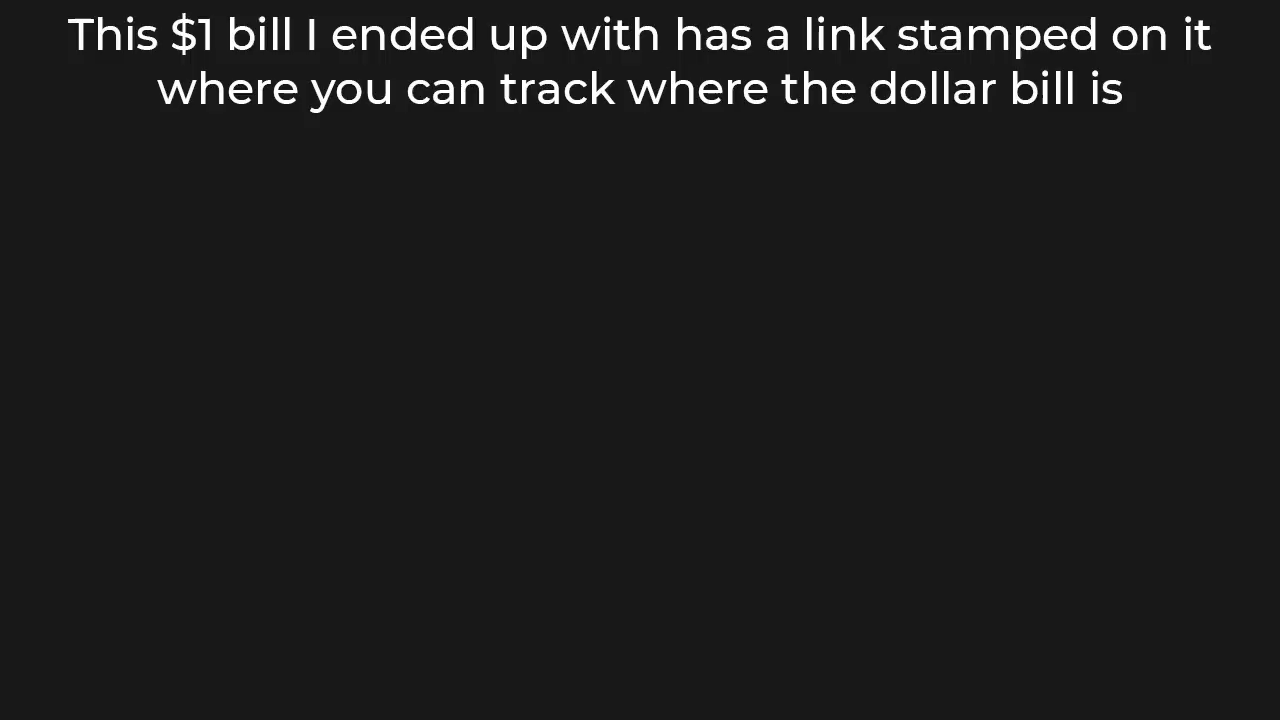 This $1 bill I ended up with has a link stamped on it
where you can track where the dollar bill is